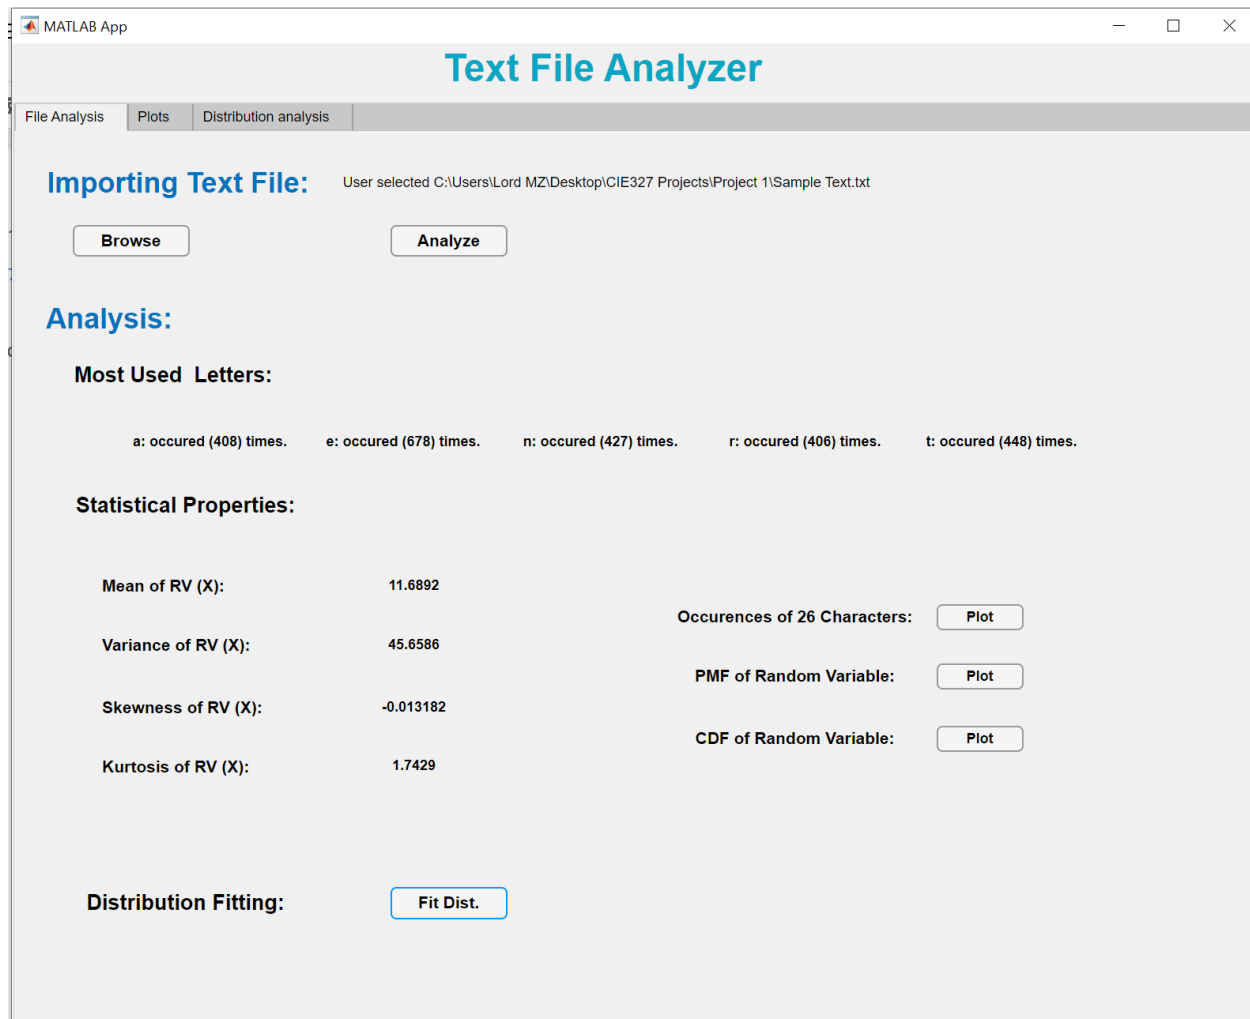 MATLAB App
Text File Analyzer
File Analysis Plots Distribution analysis
Importing Text File: User selected C:\Users\Lord MZ\Desktop\CIE327 Projects\Project 1\Sample Text.txt
Browse Analyze
Analysis:
Most Used  Letters:
a: occured (408) times. e: occured (678) times. n: occured (427) times. r: occured (406) times. t: occured (448) times.
Statistical Properties:
Mean of RV (X): 11.6892
Occurences of 26 Characters: Plot
Variance of RV (X): 45.6586
PMF of Random Variable: Plot
Skewness of RV (X): -0.013182
CDF of Random Variable: Plot
Kurtosis of RV (X): 1.7429
Distribution Fitting: Fit Dist.